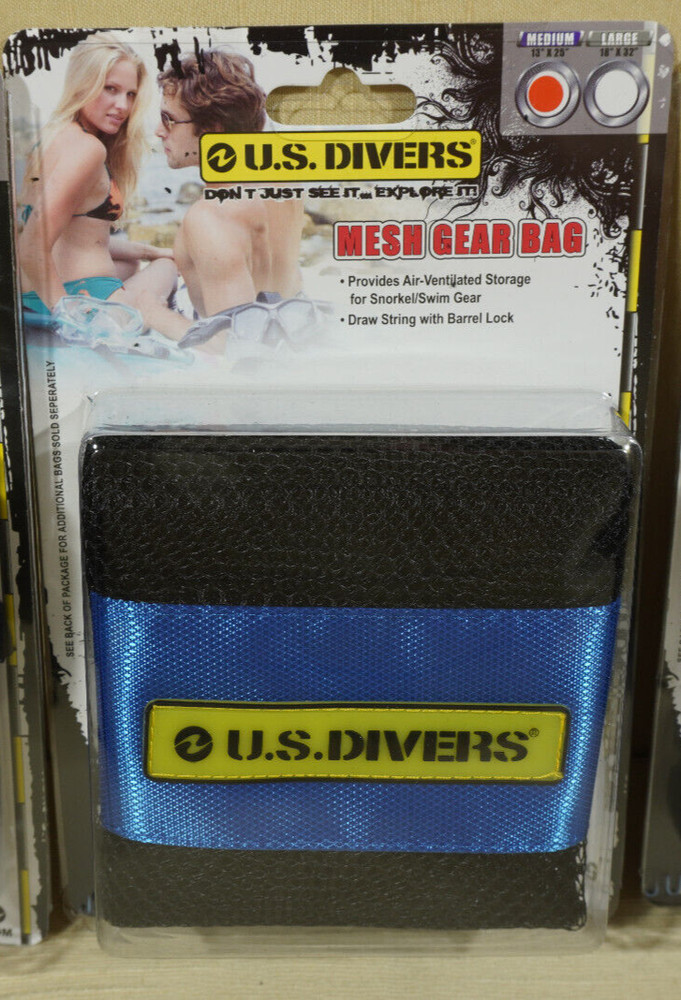 MEDIUM LARGE
13" X 25" 18" X 32"
U.S. DIVERS®
DON'T JUST SEE IT... EXPLORE IT!
MESH GEAR BAG
• Provides Air-Ventilated Storage
for Snorkel/Swim Gear
• Draw String with Barrel Lock
SEE BACK OF PACKAGE FOR ADDITIONAL BAGS SOLD SEPERATELY
U.S.DIVERS®